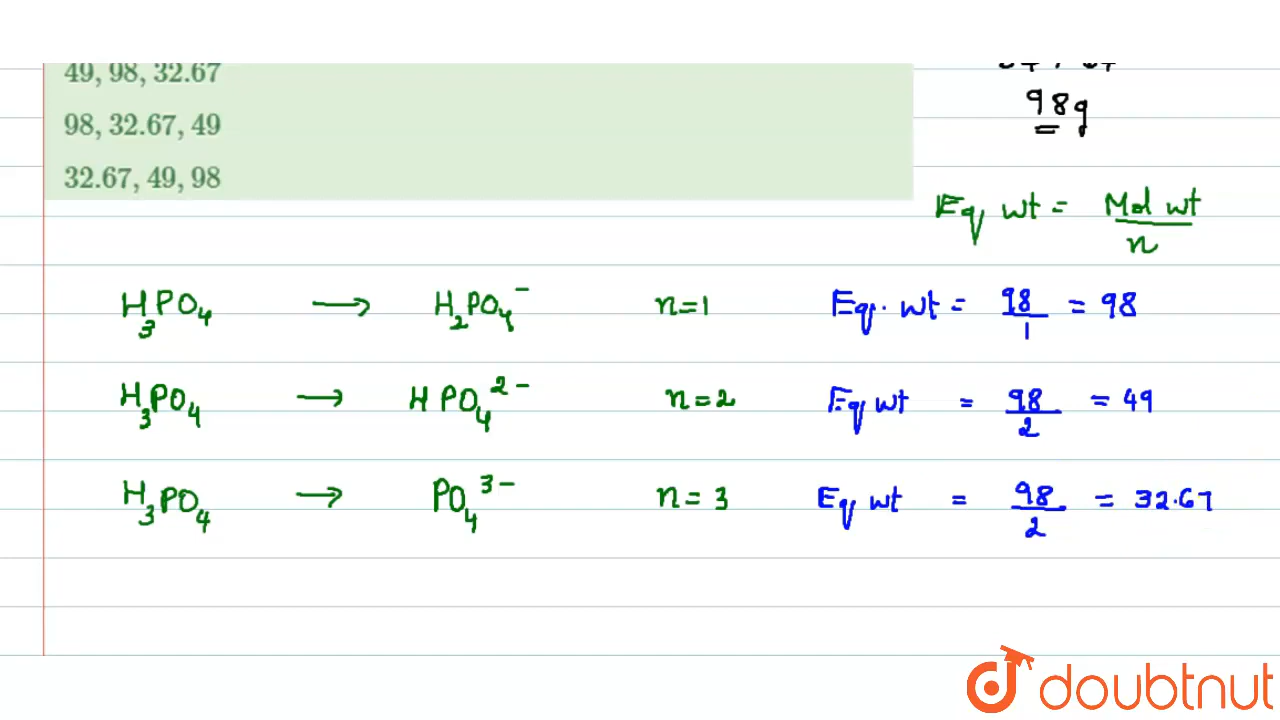 49, 98, 32.67
98, 32.67, 49
32.67, 49, 98
98g
Eq wt = Mol wt / n
H₃PO₄ → H₂PO₄⁻ n=1 Eq. wt = 98/1 = 98
H₃PO₄ → HPO₄²⁻ n=2 Eq wt = 98/2 = 49
H₃PO₄ → PO₄³⁻ n=3 Eq wt = 98/2 = 32.67
doubtnut